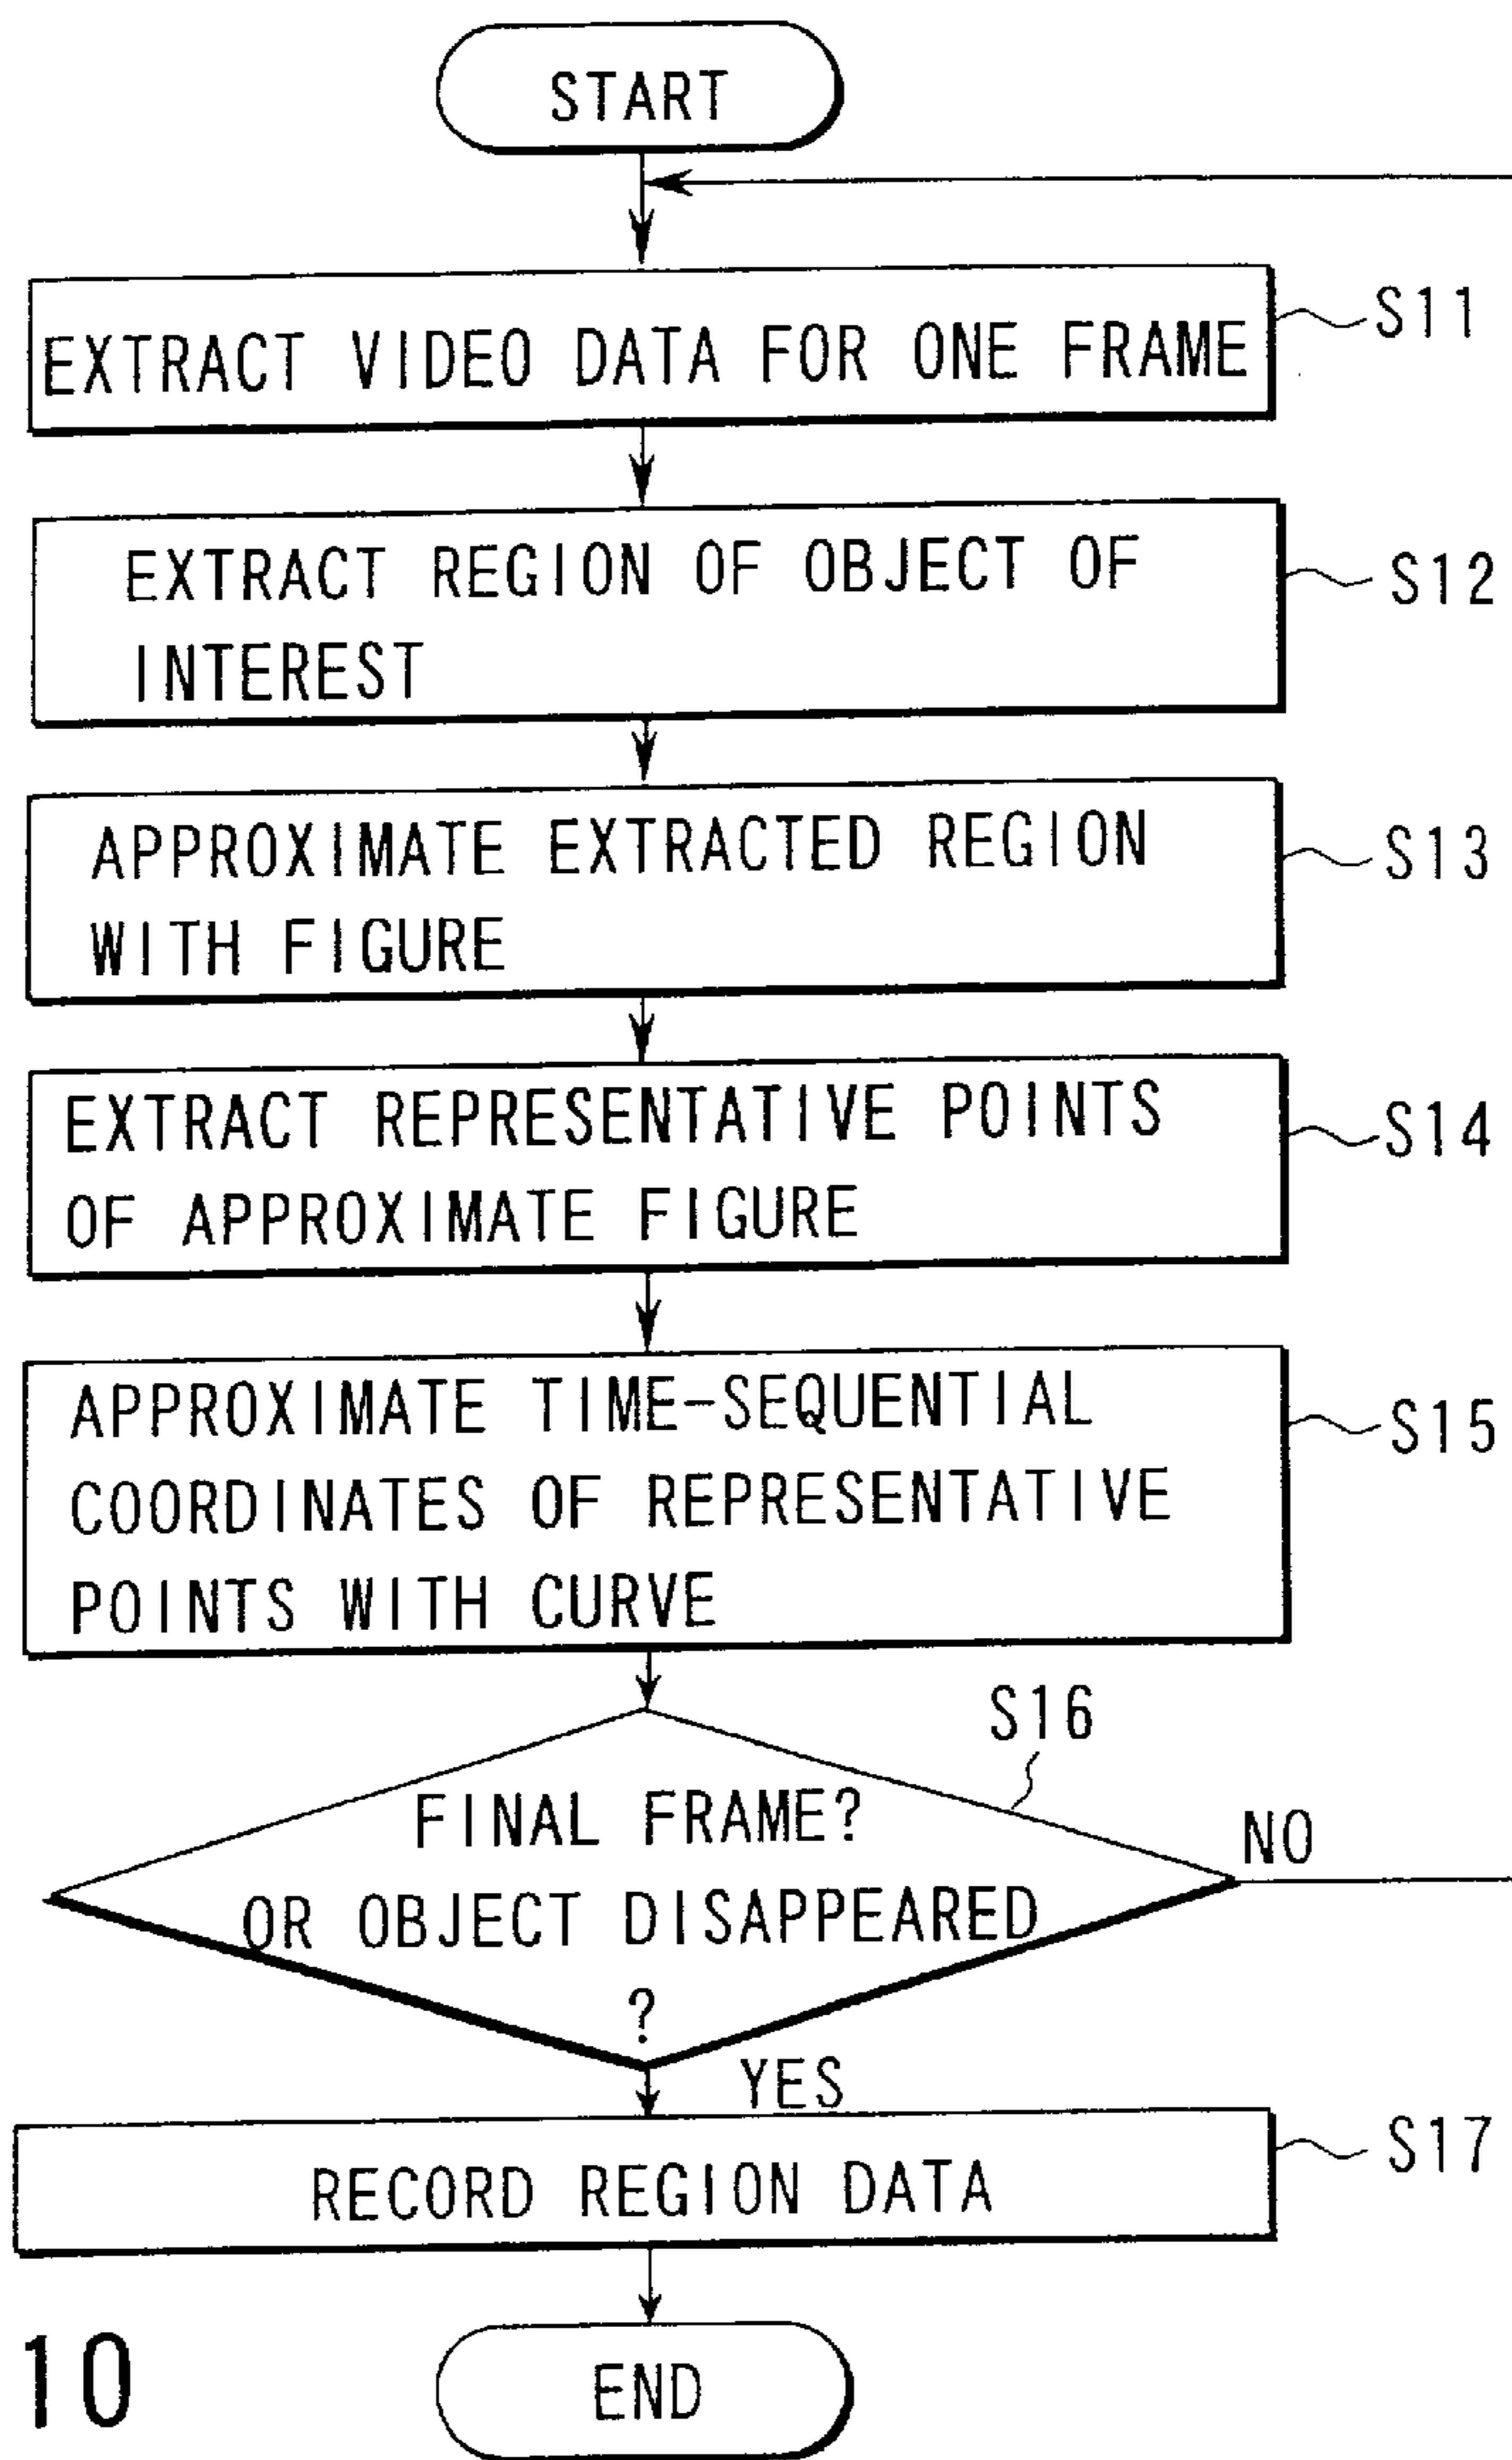 START
EXTRACT VIDEO DATA FOR ONE FRAME
S11
EXTRACT REGION OF OBJECT OF
INTEREST
S12
APPROXIMATE EXTRACTED REGION
WITH FIGURE
S13
EXTRACT REPRESENTATIVE POINTS
OF APPROXIMATE FIGURE
S14
APPROXIMATE TIME-SEQUENTIAL
COORDINATES OF REPRESENTATIVE
POINTS WITH CURVE
S15
S16
FINAL FRAME?
OR OBJECT DISAPPEARED
?
NO
YES
RECORD REGION DATA
S17
END
10